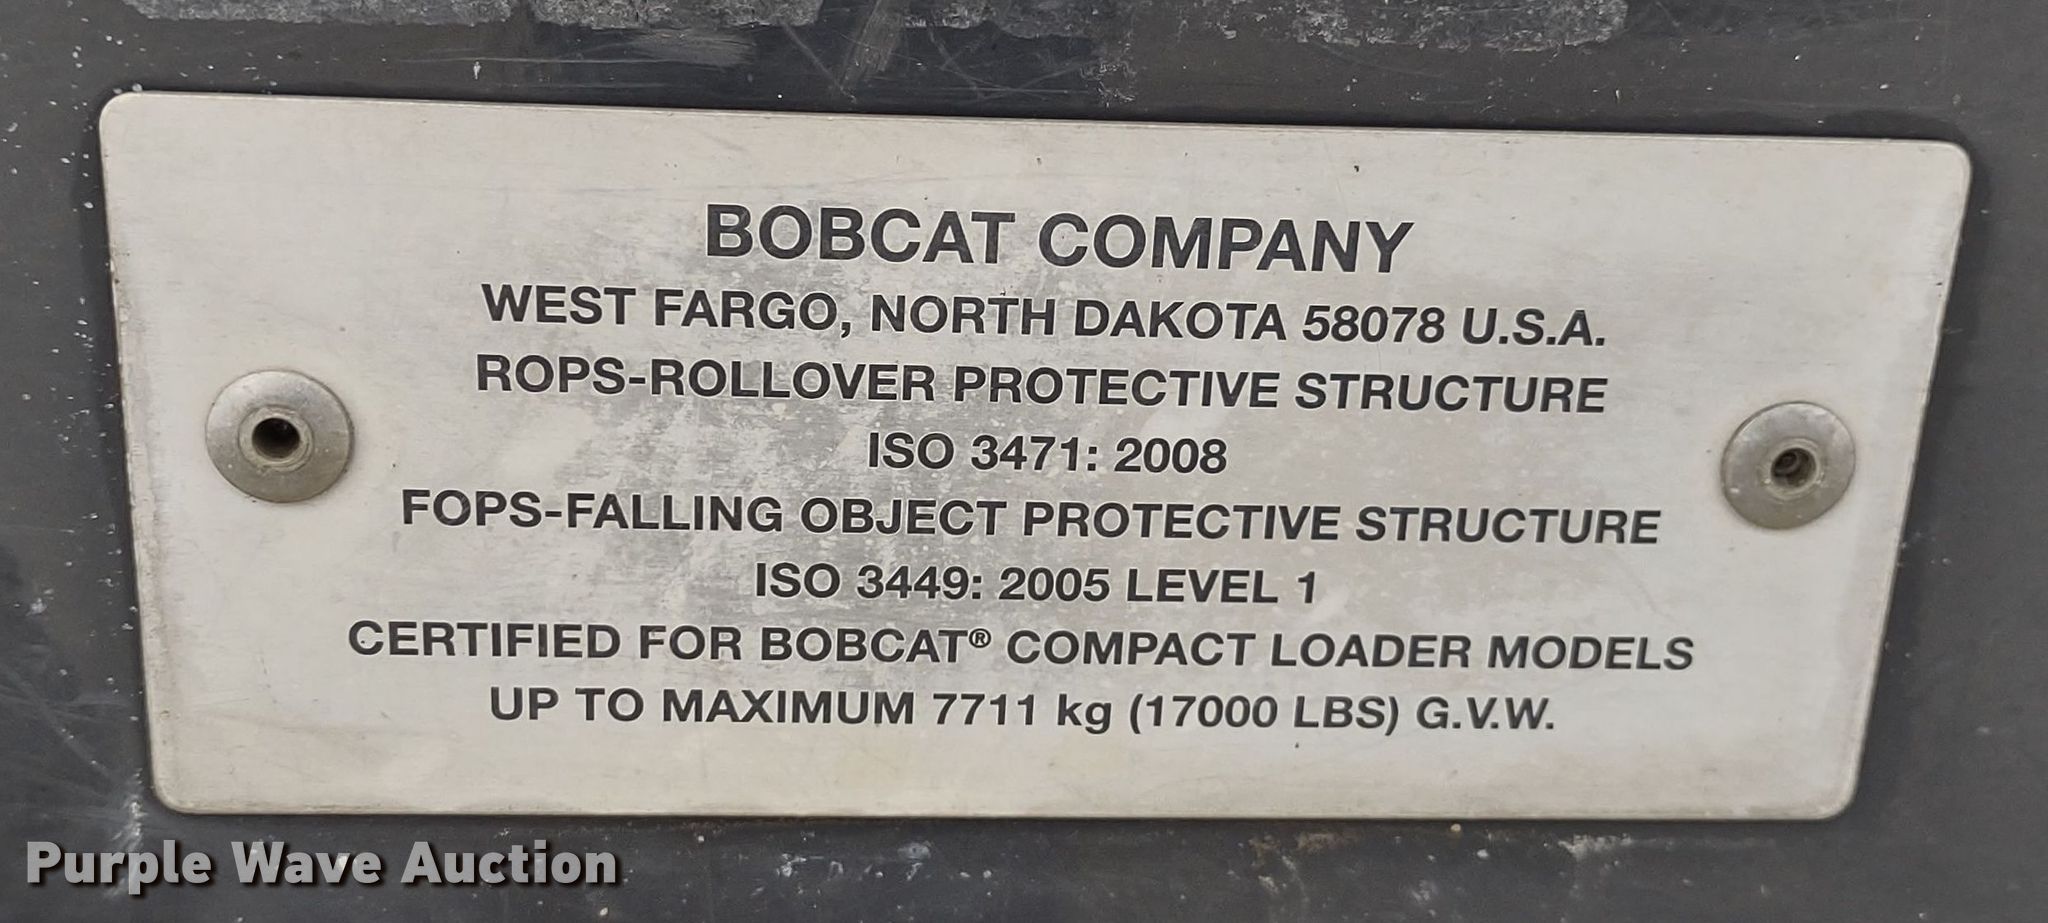 BOBCAT COMPANY
WEST FARGO, NORTH DAKOTA 58078 U.S.A.
ROPS-ROLLOVER PROTECTIVE STRUCTURE
ISO 3471: 2008
FOPS-FALLING OBJECT PROTECTIVE STRUCTURE
ISO 3449: 2005 LEVEL 1
CERTIFIED FOR BOBCAT® COMPACT LOADER MODELS
UP TO MAXIMUM 7711 kg (17000 LBS) G.V.W.
Purple Wave Auction